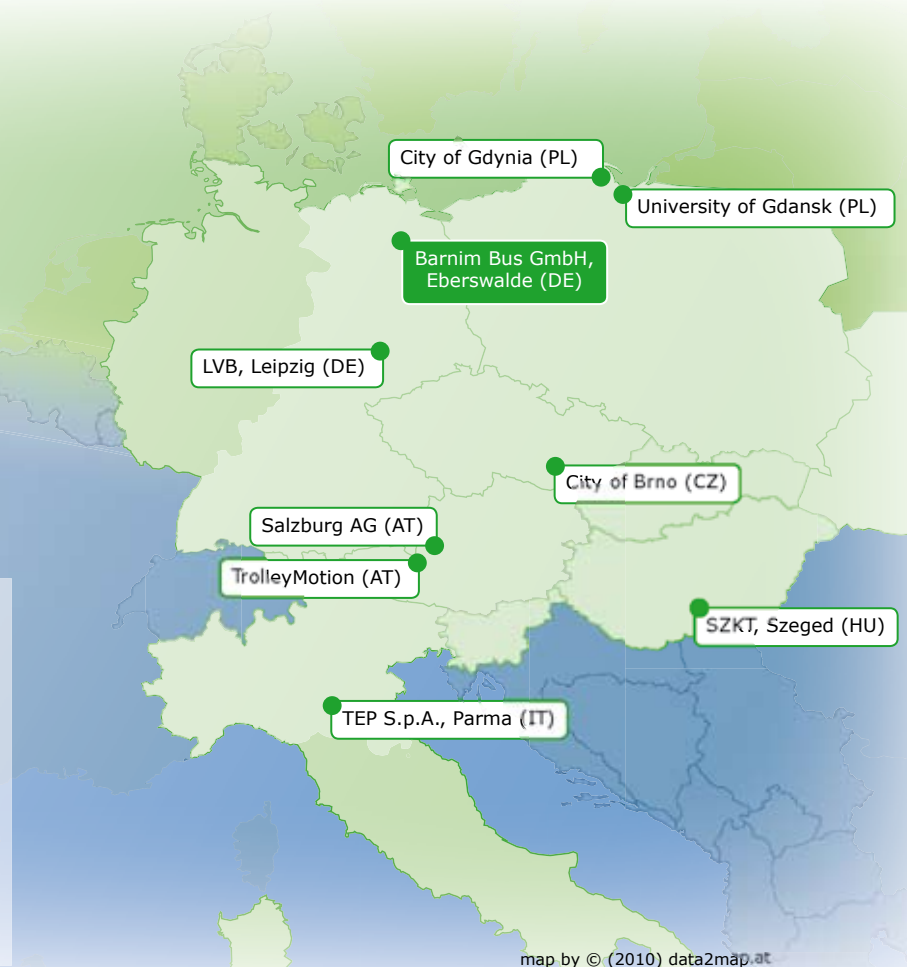 City of Gdynia (PL)
University of Gdansk (PL)
Barnim Bus GmbH,
Eberswalde (DE)
LVB, Leipzig (DE)
City of Brno (CZ)
Salzburg AG (AT)
TrolleyMotion (AT)
SZKT, Szeged (HU)
TEP S.p.A., Parma (IT)
map by © (2010) data2map.at